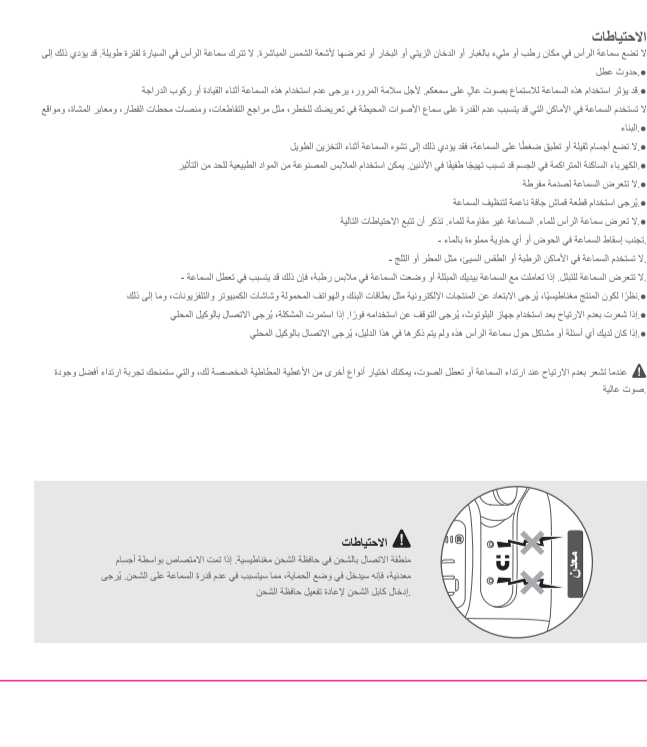 الاحتياطات
لا تضع سماعة الرأس في مكان رطب أو مليء بالغبار أو الدخان الزيتي أو البخار أو تعرضها لأشعة الشمس المباشرة. لا تترك سماعة الرأس في السيارة لفترة طويلة. قد يؤدي ذلك إلى
●.حدوث عطل
●.قد يؤثر استخدام هذه السماعة للاستماع بصوت عالٍ على سمعكم. لأجل سلامة المرور، يرجى عدم استخدام هذه السماعة أثناء القيادة أو ركوب الدراجة
لا تستخدم السماعة في الأماكن التي قد يتسبب عدم القدرة على سماع الأصوات المحيطة في تعريضك للخطر، مثل مراجع التقاطعات، ومنصات محطات القطار، ومعابر المشاة، ومواقع
●.البناء
●.لا تضع أجسام ثقيلة أو تطبق ضغطًا على السماعة، فقد يؤدي ذلك إلى تشوه السماعة أثناء التخزين الطويل
●.الكهرباء الساكنة المتراكمة في الجسم قد تسبب تهيجًا طفيفًا في الأذنين. يمكن استخدام الملابس المصنوعة من المواد الطبيعية للحد من التأثير
●.لا تتعرض السماعة لصدمة مفرطة
●.يُرجى استخدام قطعة قماش جافة ناعمة لتنظيف السماعة
●.لا تعرض سماعة الرأس للماء. السماعة غير مقاومة للماء. تذكر أن تتبع الاحتياطات التالية
.تجنب إسقاط السماعة في الحوض أو أي حاوية مملوءة بالماء -
.لا تستخدم السماعة في الأماكن الرطبة أو الطقس السيئ، مثل المطر أو الثلج -
.لا تتعرض السماعة للتبلل. إذا تعاملت مع السماعة بيديك المبتلة أو وضعت السماعة في ملابس رطبة، فإن ذلك قد يتسبب في تعطل السماعة -
●.نظرًا لكون المنتج مغناطيسيًا، يُرجى الابتعاد عن المنتجات الإلكترونية مثل بطاقات البنك والهواتف المحمولة وشاشات الكمبيوتر والتلفزيونات، وما إلى ذلك
●.إذا شعرت بعدم الارتياح بعد استخدام جهاز البلوتوث، يُرجى التوقف عن استخدامه فورًا. إذا استمرت المشكلة، يُرجى الاتصال بالوكيل المحلي
●.إذا كان لديك أي أسئلة أو مشاكل حول سماعة الرأس هذه ولم يتم ذكرها في هذا الدليل، يُرجى الاتصال بالوكيل المحلي
عندما تشعر بعدم الارتياح عند ارتداء السماعة أو تعطل الصوت، يمكنك اختيار أنواع أخرى من الأغطية المطاطية المخصصة لك، والتي ستمنحك تجربة ارتداء أفضل وجودة
.صوت عالية
معدن
الاحتياطات
منطقة الاتصال بالشحن في حافظة الشحن مغناطيسية. إذا تمت الامتصاص بواسطة أجسام
معدنية، فإنه سيدخل في وضع الحماية، مما سيتسبب في عدم قدرة السماعة على الشحن. يُرجى
.إدخال كابل الشحن لإعادة تفعيل حافظة الشحن